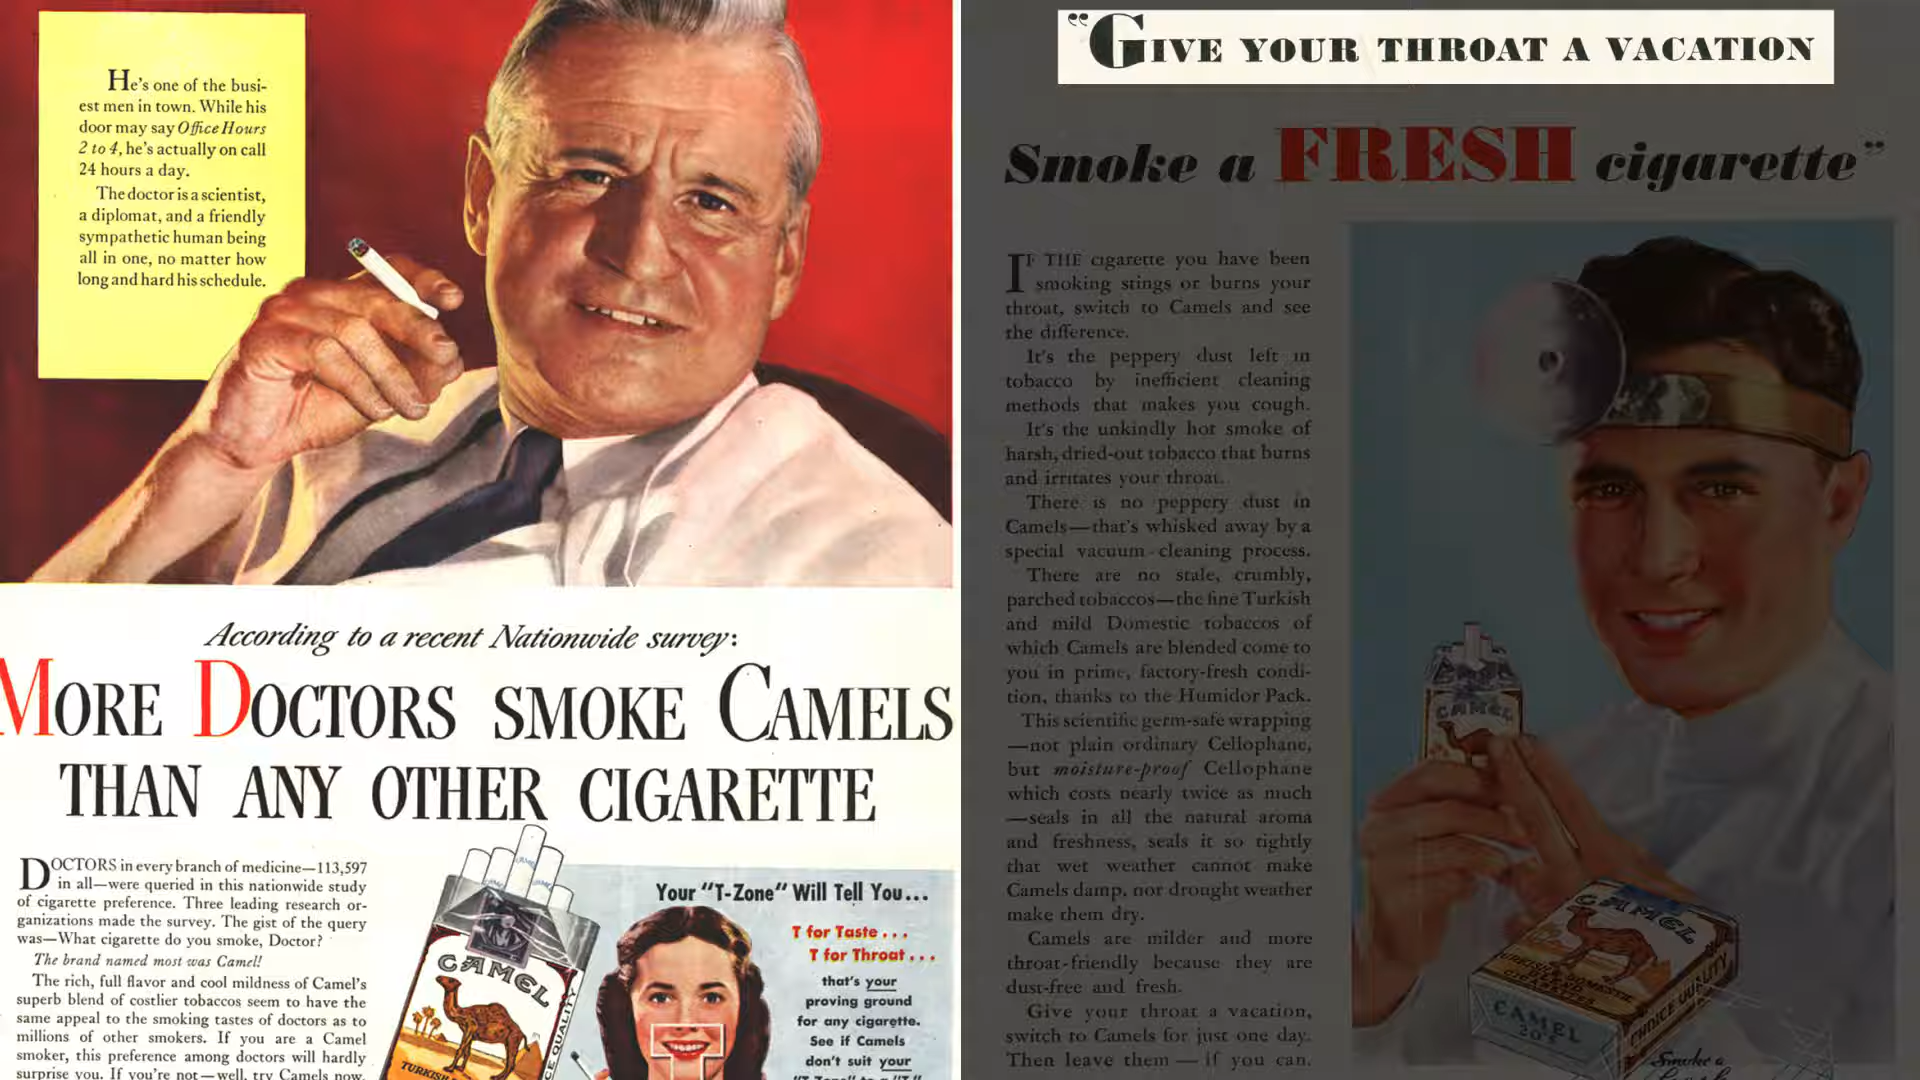 He's one of the busi-
est men in town. While his
door may say Office Hours
2 to 4, he's actually on call
24 hours a day.
The doctor is a scientist,
a diplomat, and a friendly
sympathetic human being
all in one, no matter how
long and hard his schedule.
According to a recent Nationwide survey:
MORE DOCTORS SMOKE CAMELS
THAN ANY OTHER CIGARETTE
DOCTORS in every branch of medicine—113,597
in all—were queried in this nationwide study
of cigarette preference. Three leading research or-
ganizations made the survey. The gist of the query
was—What cigarette do you smoke, Doctor?
The brand named most was Camel!
The rich, full flavor and cool mildness of Camel's
superb blend of costlier tobaccos seem to have the
same appeal to the smoking tastes of doctors as to
millions of other smokers. If you are a Camel
smoker, this preference among doctors will hardly
surprise you. If you're not—well, try Camels now.
CAMEL
CAMEL
TURKISH
CE QUALITY
Your "T-Zone" Will Tell You...
T for Taste...
T for Throat...
that's your
proving ground
for any cigarette.
See if Camels
don't suit your
"T-Zone" to a "T."
"GIVE YOUR THROAT A VACATION
Smoke a FRESH cigarette"
IF THE cigarette you have been
smoking stings or burns your
throat, switch to Camels and see
the difference.
It's the peppery dust left in
tobacco by inefficient cleaning
methods that makes you cough.
It's the unkindly hot smoke of
harsh, dried-out tobacco that burns
and irritates your throat.
There is no peppery dust in
Camels—that's whisked away by a
special vacuum-cleaning process.
There are no stale, crumbly,
parched tobaccos—the fine Turkish
and mild Domestic tobaccos of
which Camels are blended come to
you in prime, factory-fresh condi-
tion, thanks to the Humidor Pack.
This scientific germ-safe wrapping
—not plain ordinary Cellophane,
but moisture-proof Cellophane
which costs nearly twice as much
—seals in all the natural aroma
and freshness, seals it so tightly
that wet weather cannot make
Camels damp, nor drought weather
make them dry.
Camels are milder and more
throat-friendly because they are
dust-free and fresh.
Give your throat a vacation,
switch to Camels for just one day.
Then leave them — if you can.
CAMEL
CAMEL
TURKISH & DOMESTIC
BLEND
CIGARETTES
CHOICE QUALITY
CAMEL
20's
Smoke a